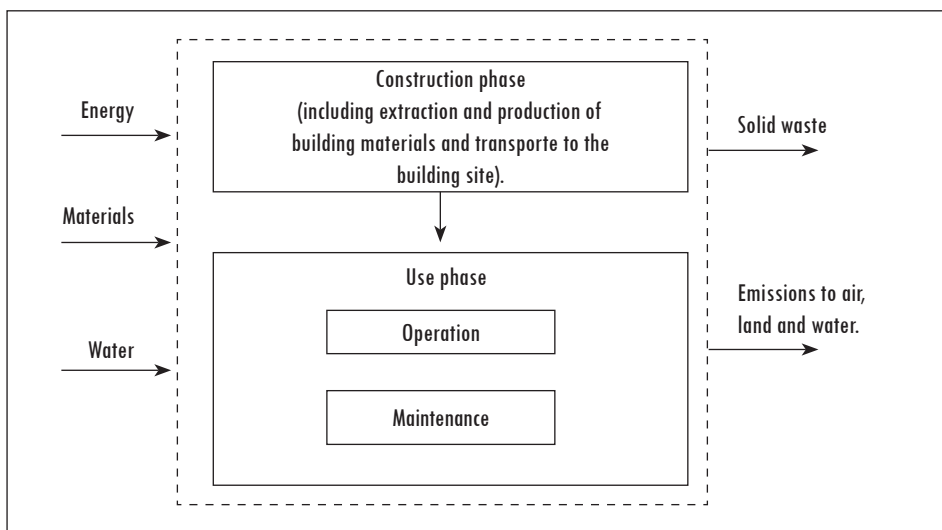 Construction phase
(including extraction and production of
building materials and transporte to the
building site).
Energy
Materials
Water
Use phase
Operation
Maintenance
Solid waste
Emissions to air,
land and water.